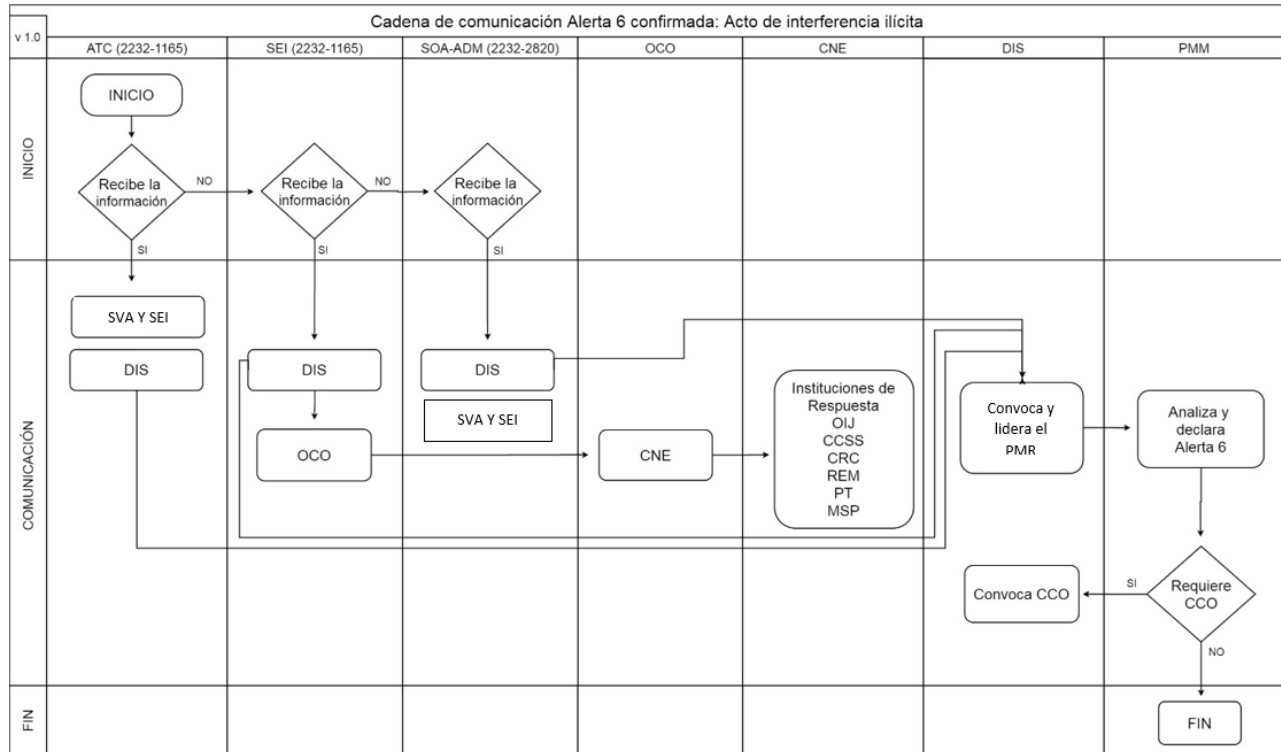 Cadena de comunicación Alerta 6 confirmada: Acto de interferencia ilícita
v 1.0
ATC (2232-1165)
SEI (2232-1165)
SOA-ADM (2232-2820)
OCO
CNE
DIS
PMM
INICIO
INICIO
Recibe la
información
NO
Recibe la
información
NO
Recibe la
información
SI
SI
SI
COMUNICACIÓN
SVA Y SEI
DIS
DIS
DIS
SVA Y SEI
OCO
CNE
Instituciones de
Respuesta
OIJ
CCSS
CRC
REM
PT
MSP
Convoca y
lidera el
PMR
Analiza y
declara
Alerta 6
Convoca CCO
SI
Requiere
CCO
NO
FIN
FIN